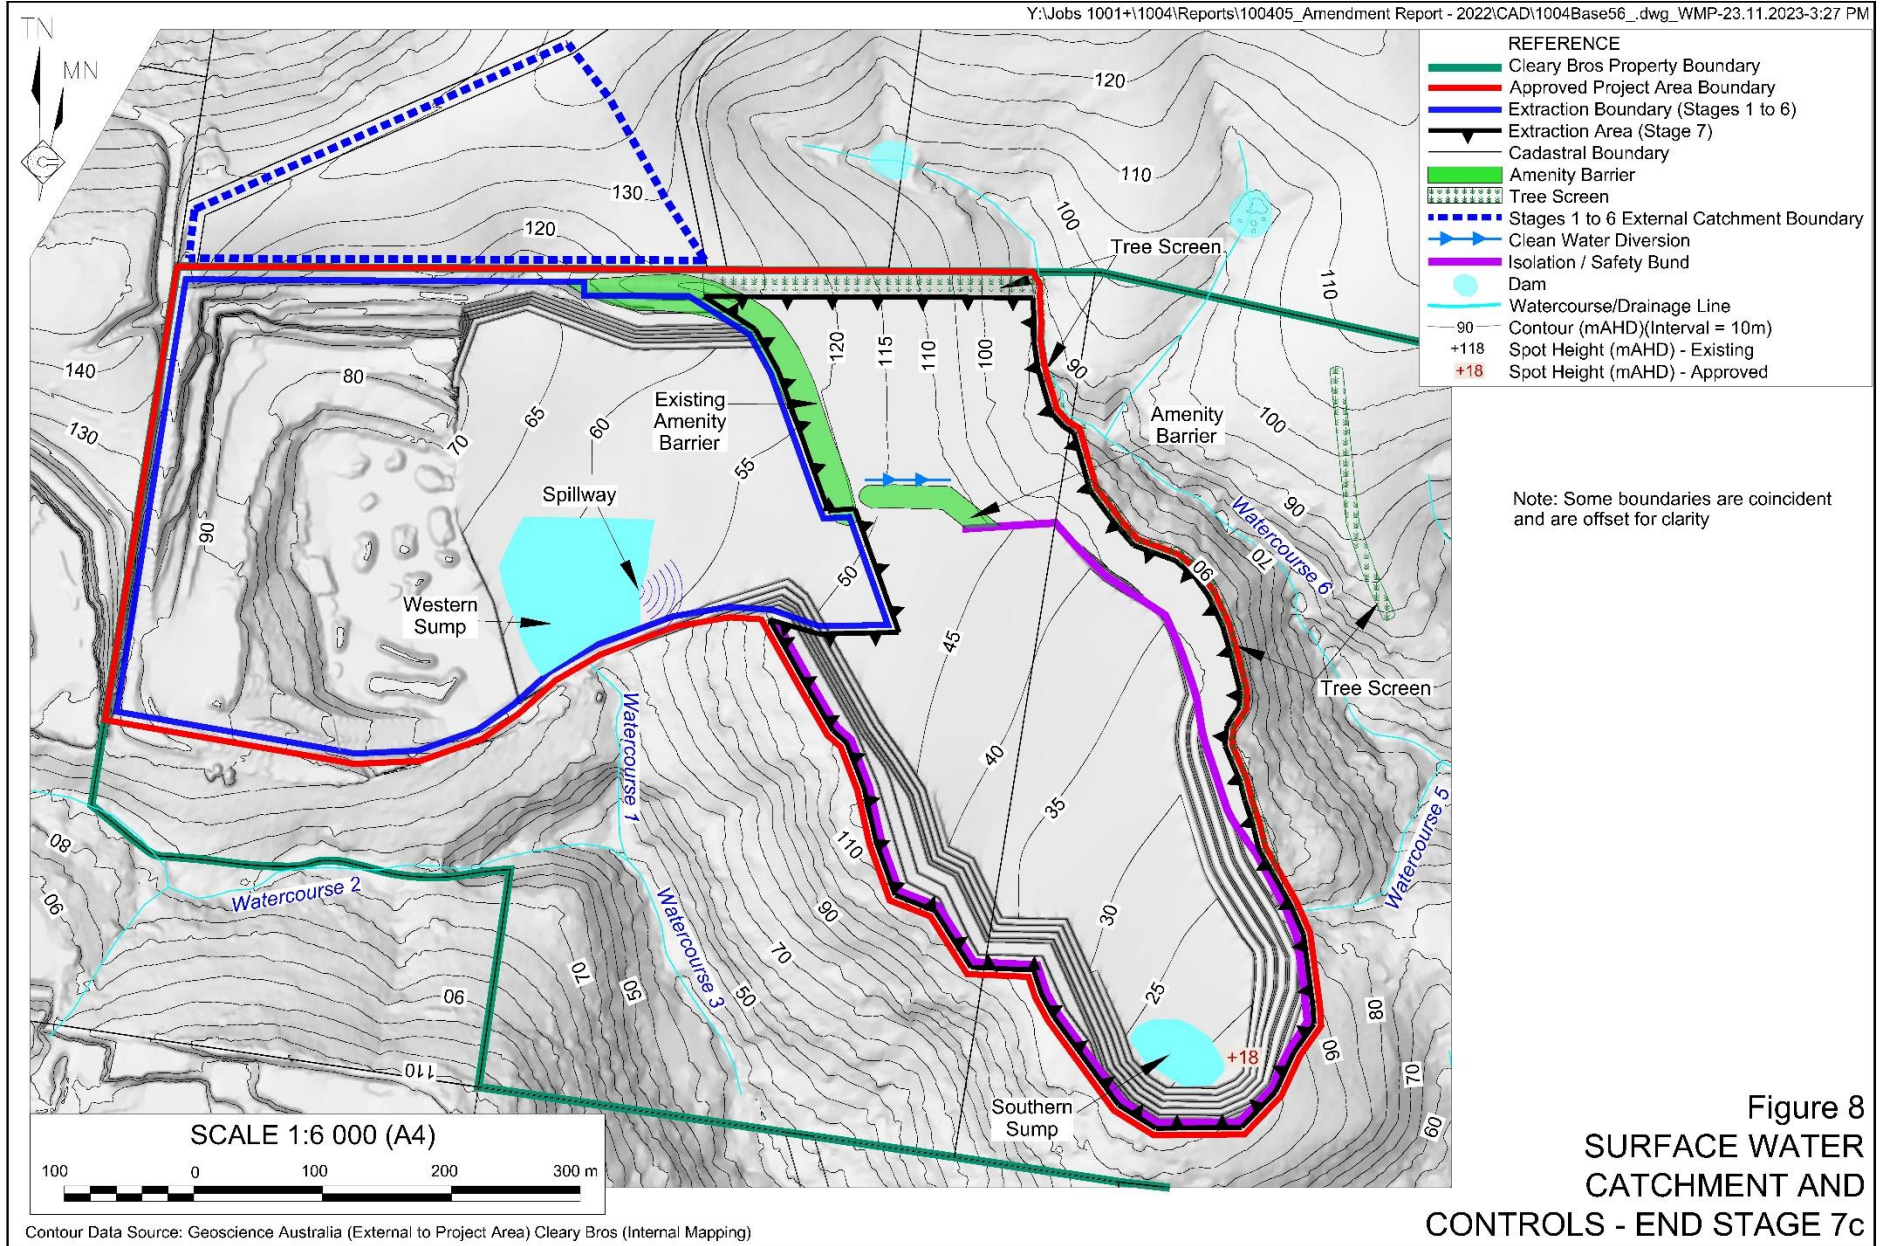 Y:\Jobs 1001+\1004\Reports\100405_Amendment Report - 2022\CAD\1004Base56_.dwg_WMP-23.11.2023-3:27 PM
TN
MN
REFERENCE
Cleary Bros Property Boundary
Approved Project Area Boundary
Extraction Boundary (Stages 1 to 6)
Extraction Area (Stage 7)
Cadastral Boundary
Amenity Barrier
Tree Screen
Stages 1 to 6 External Catchment Boundary
Clean Water Diversion
Isolation / Safety Bund
Dam
Watercourse/Drainage Line
90 Contour (mAHD)(Interval = 10m)
+118 Spot Height (mAHD) - Existing
+18 Spot Height (mAHD) - Approved
Note: Some boundaries are coincident
and are offset for clarity
120
110
130
120
100
110
Tree Screen
140
130
80
90
70
65
60
55
50
Existing
Amenity
Barrier
120
115
110
100
90
Amenity
Barrier
100
90
Spillway
Western
Sump
Watercourse 6
70
90
45
Tree Screen
40
35
30
25
Watercourse 1
110
Watercourse 5
80
90
Watercourse 2
Watercourse 3
90
70
50
70
50
90
110
+18
Southern
Sump
80
90
70
60
SCALE 1:6 000 (A4)
100 0 100 200 300 m
Contour Data Source: Geoscience Australia (External to Project Area) Cleary Bros (Internal Mapping)
Figure 8
SURFACE WATER
CATCHMENT AND
CONTROLS - END STAGE 7c